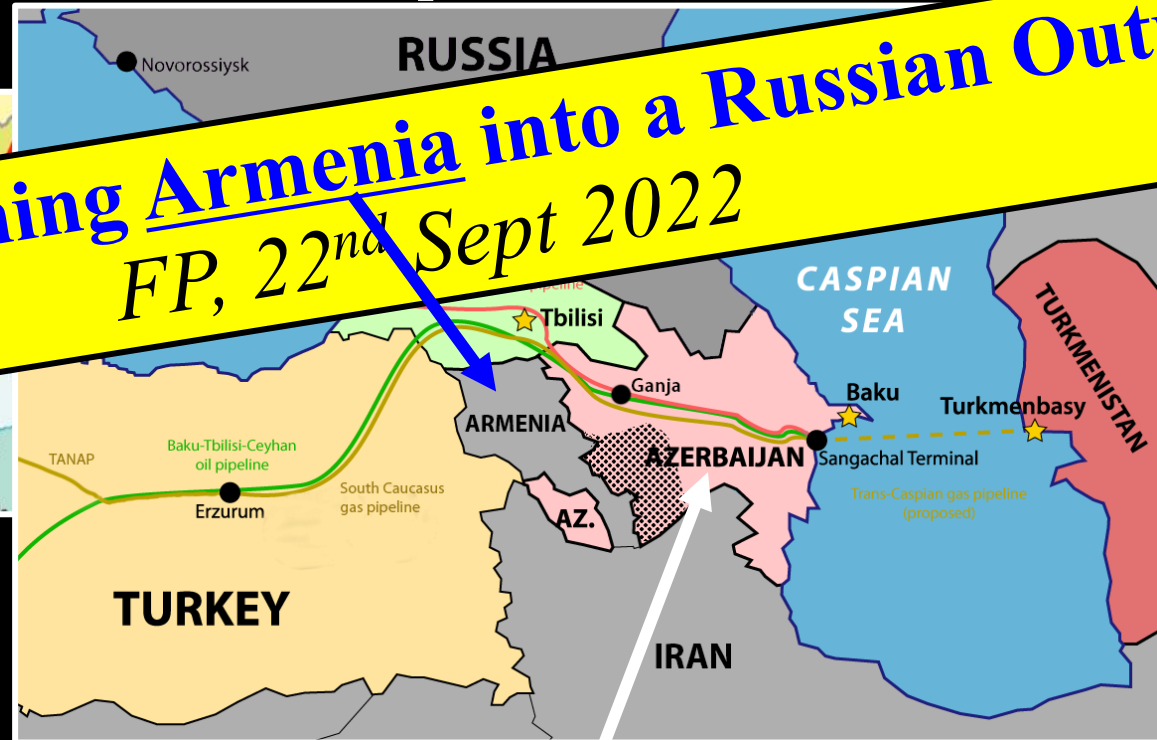 RUSSIA
Novorossiysk
Armenia into a Russian
FP, 22nd Sept 2022
CASPIAN
SEA
TURKMENISTAN
Tbilisi
Ganja
Baku
Turkmenbasy
ARMENIA
AZERBAIJAN
Sangachal Terminal
Baku-Tbilisi-Ceyhan
oil pipeline
TANAP
South Caucasus
gas pipeline
Trans-Caspian gas pipeline
(proposed)
Erzurum
AZ.
TURKEY
IRAN